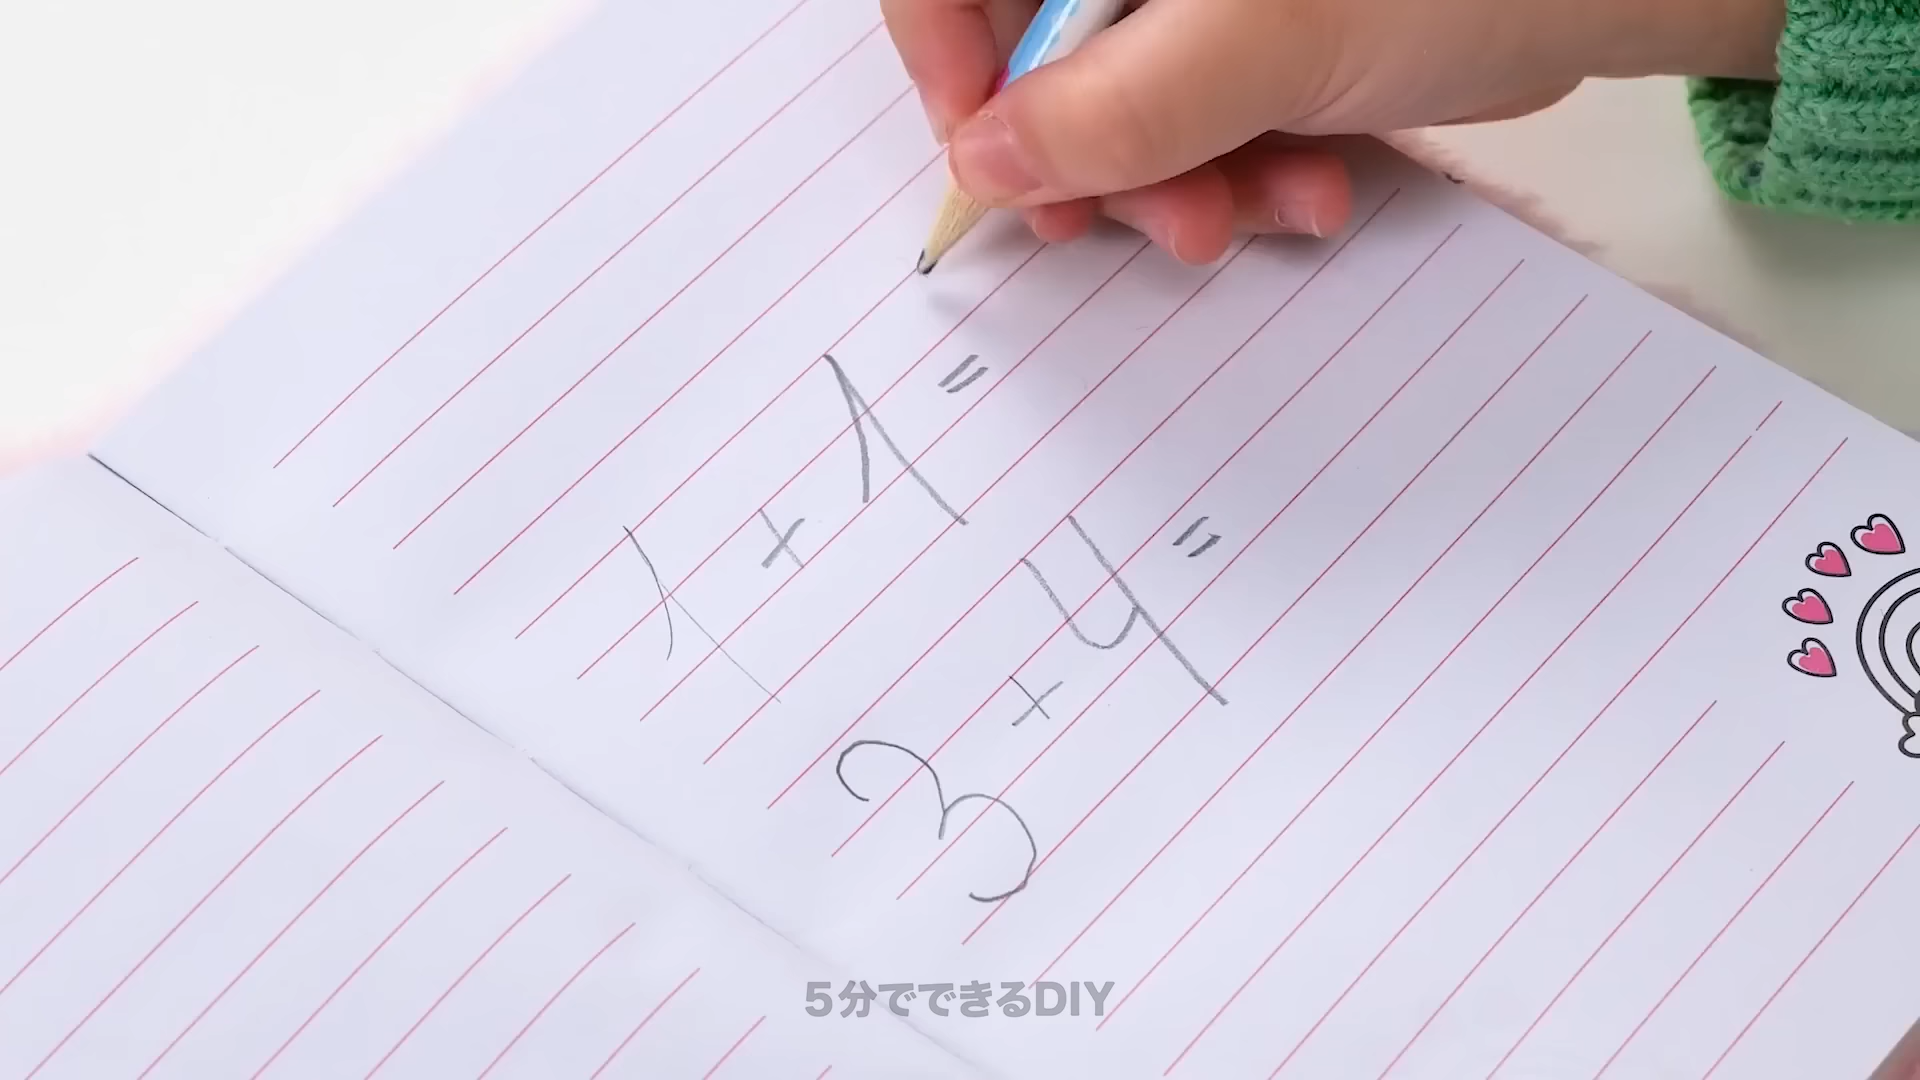 1 + 1 =
3 + 4 =
5分でできるDIY